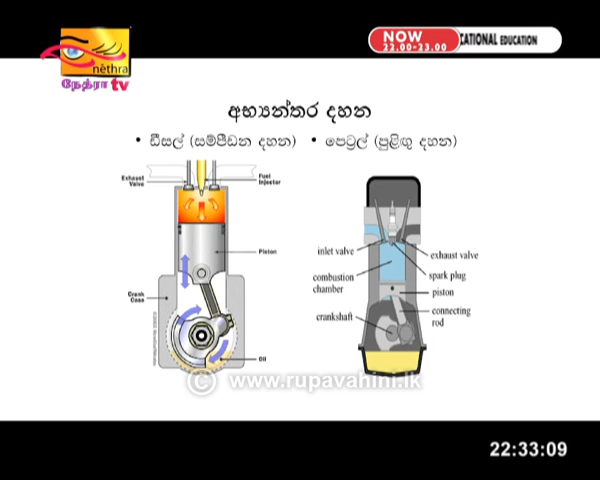 NOW
22.00-23.00
CATIONAL EDUCATION
nethra
நேத்ரா tv
අභ්‍යන්තර දහන
• ඩීසල් (සම්පීඩන දහන)
• පෙට්‍රල් (පුළිඟු දහන)
Exhaust
Valve
Fuel
Injector
Piston
Crank
Case
Oil
inlet valve
combustion
chamber
crankshaft
exhaust valve
spark plug
piston
connecting
rod
© www.rupavahini.lk
22:33:09